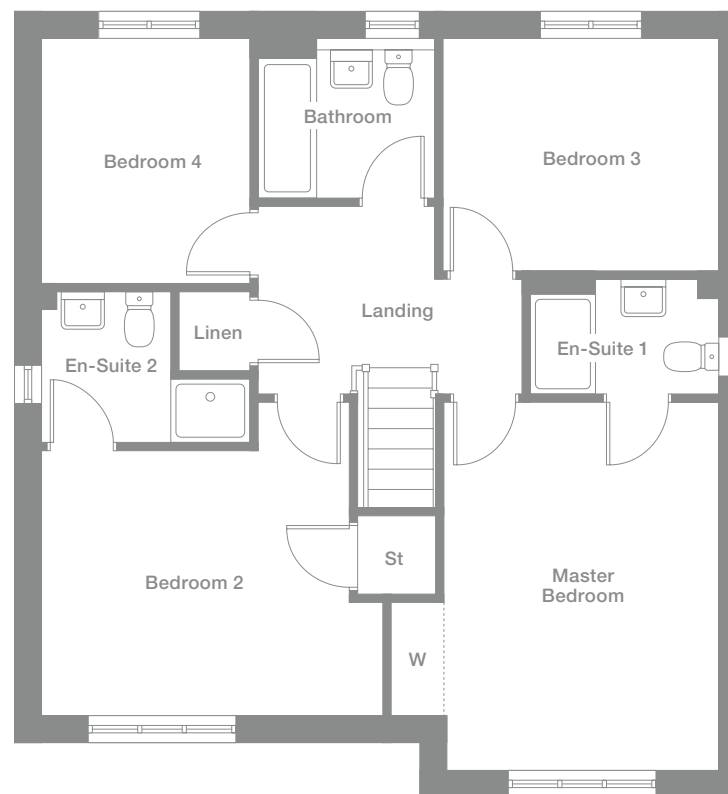 Bathroom
Bedroom 4
Bedroom 3
Landing
Linen
En-Suite 1
En-Suite 2
St
Bedroom 2
Master
Bedroom
W